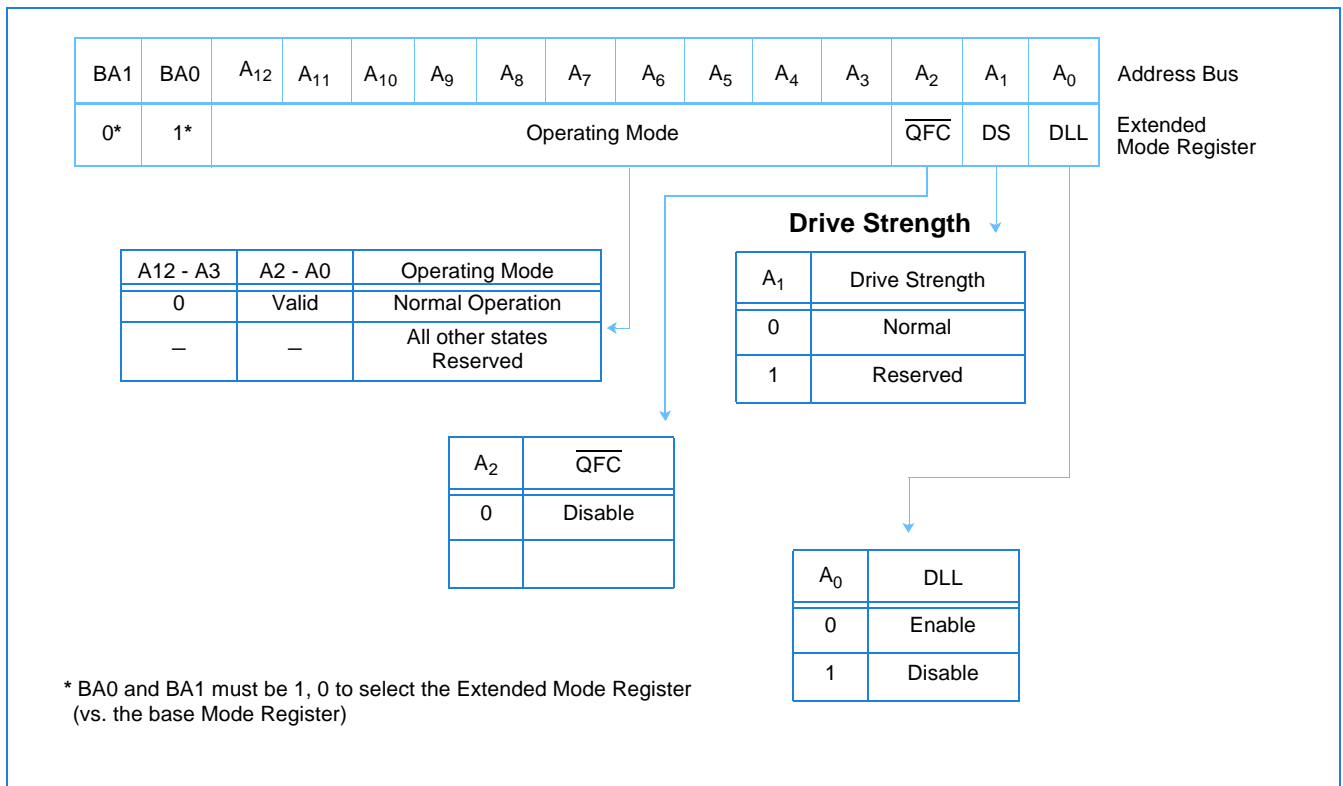 BA1 BA0 A12 A11 A10 A9 A8 A7 A6 A5 A4 A3 A2 A1 A0 Address Bus
0* 1* Operating Mode QFC DS DLL Extended
Mode Register
Drive Strength
A12 - A3 A2 - A0 Operating Mode
0 Valid Normal Operation
– – All other states
Reserved
A1 Drive Strength
0 Normal
1 Reserved
A2 QFC
0 Disable
A0 DLL
0 Enable
1 Disable
* BA0 and BA1 must be 1, 0 to select the Extended Mode Register
(vs. the base Mode Register)